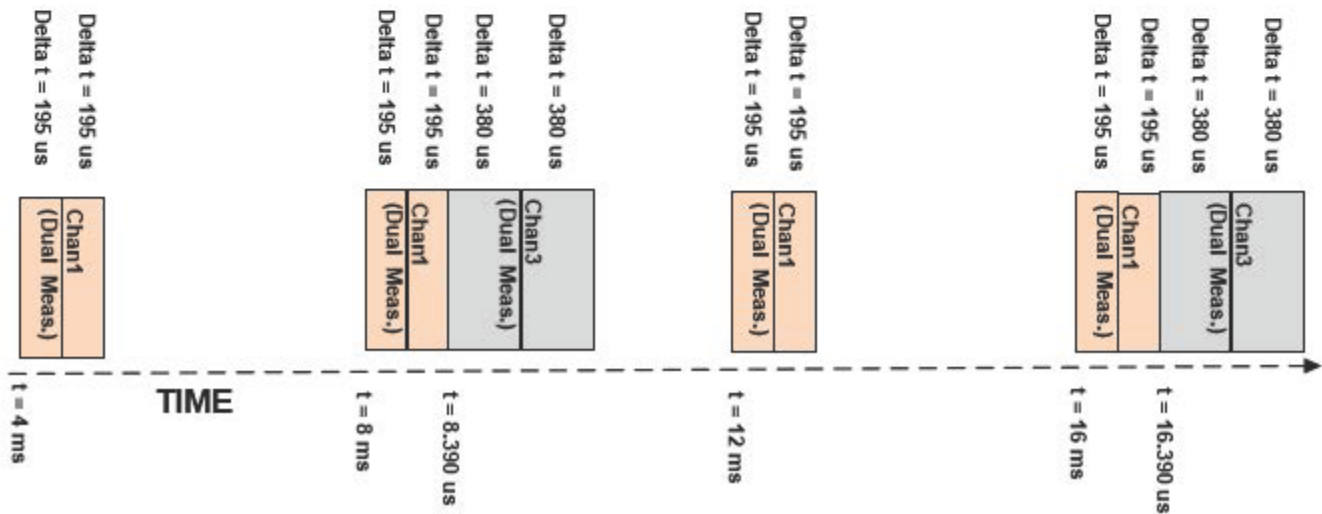 Delta t = 195 us
Delta t = 195 us
Delta t = 195 us
Delta t = 195 us
Delta t = 380 us
Delta t = 380 us
Delta t = 195 us
Delta t = 195 us
Delta t = 195 us
Delta t = 195 us
Delta t = 380 us
Delta t = 380 us
Chan1
(Dual Meas.)
Chan1
(Dual Meas.)
Chan3
(Dual Meas.)
Chan1
(Dual Meas.)
Chan1
(Dual Meas.)
Chan3
(Dual Meas.)
t = 4 ms
TIME
t = 8 ms
t = 8.390 us
t = 12 ms
t = 16 ms
t = 16.390 us